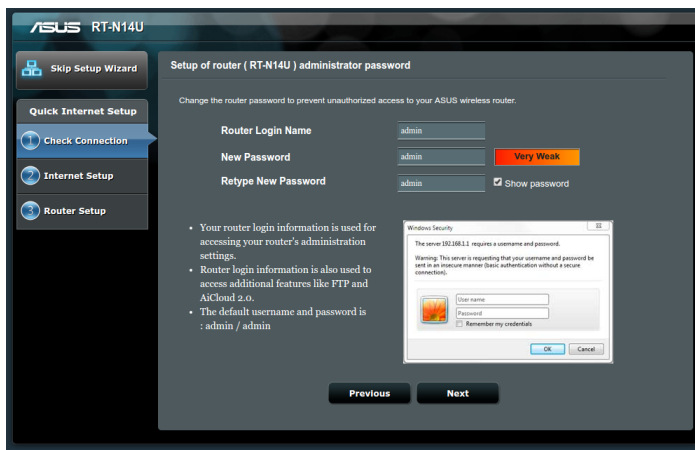 ASUS RT-N14U
Skip Setup Wizard
Quick Internet Setup
1 Check Connection
2 Internet Setup
3 Router Setup
Setup of router ( RT-N14U ) administrator password
Change the router password to prevent unauthorized access to your ASUS wireless router.
Router Login Name admin
New Password admin Very Weak
Retype New Password admin Show password
• Your router login information is used for
accessing your router's administration
settings.
• Router login information is also used to
access additional features like FTP and
AiCloud 2.0.
• The default username and password is
: admin / admin
Windows Security
The server 192.168.1.1 requires a username and password.
Warning: This server is requesting that your username and password be
sent in an insecure manner (basic authentication without a secure
connection).
User name
Password
Remember my credentials
OK Cancel
Previous Next